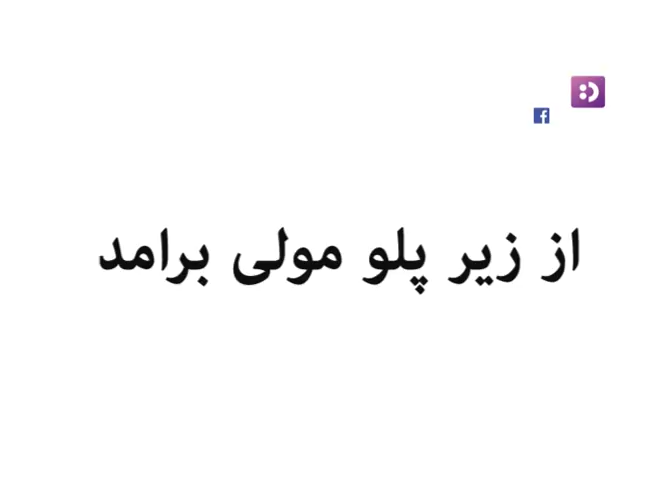 از زیر پلو مولی برامد